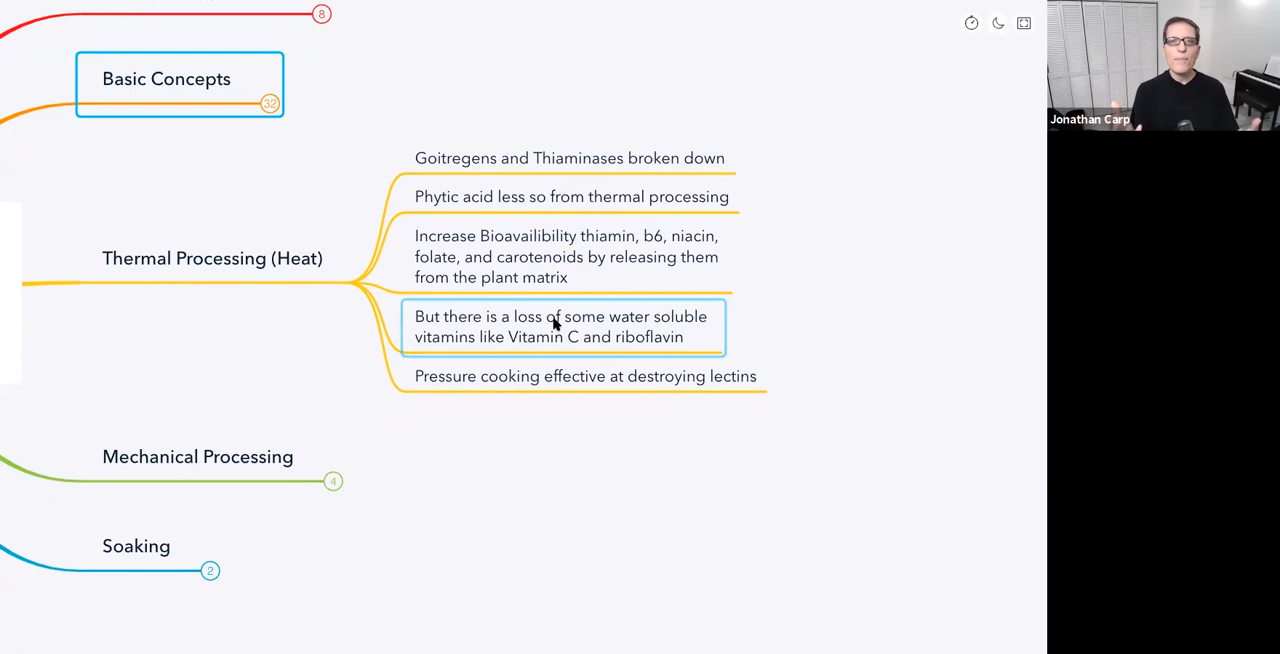 8
Basic Concepts
32
Goitregens and Thiaminases broken down
Phytic acid less so from thermal processing
Increase Bioavailibility thiamin, b6, niacin,
folate, and carotenoids by releasing them
from the plant matrix
Thermal Processing (Heat)
But there is a loss of some water soluble
vitamins like Vitamin C and riboflavin
Pressure cooking effective at destroying lectins
Mechanical Processing
4
Soaking
2
Jonathan Carp